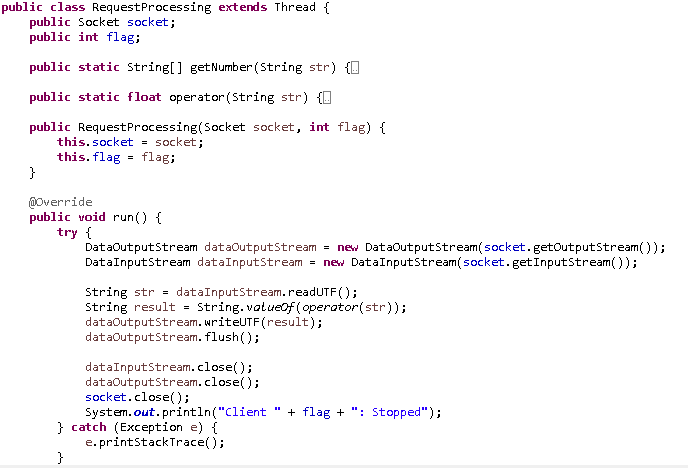 public class RequestProcessing extends Thread {
    public Socket socket;
    public int flag;

    public static String[] getNumber(String str) {

    public static float operator(String str) {

    public RequestProcessing(Socket socket, int flag) {
        this.socket = socket;
        this.flag = flag;
    }

    @Override
    public void run() {
        try {
            DataOutputStream dataOutputStream = new DataOutputStream(socket.getOutputStream());
            DataInputStream dataInputStream = new DataInputStream(socket.getInputStream());

            String str = dataInputStream.readUTF();
            String result = String.valueOf(operator(str));
            dataOutputStream.writeUTF(result);
            dataOutputStream.flush();

            dataInputStream.close();
            dataOutputStream.close();
            socket.close();
            System.out.println("Client " + flag + ": Stopped");
        } catch (Exception e) {
            e.printStackTrace();
        }